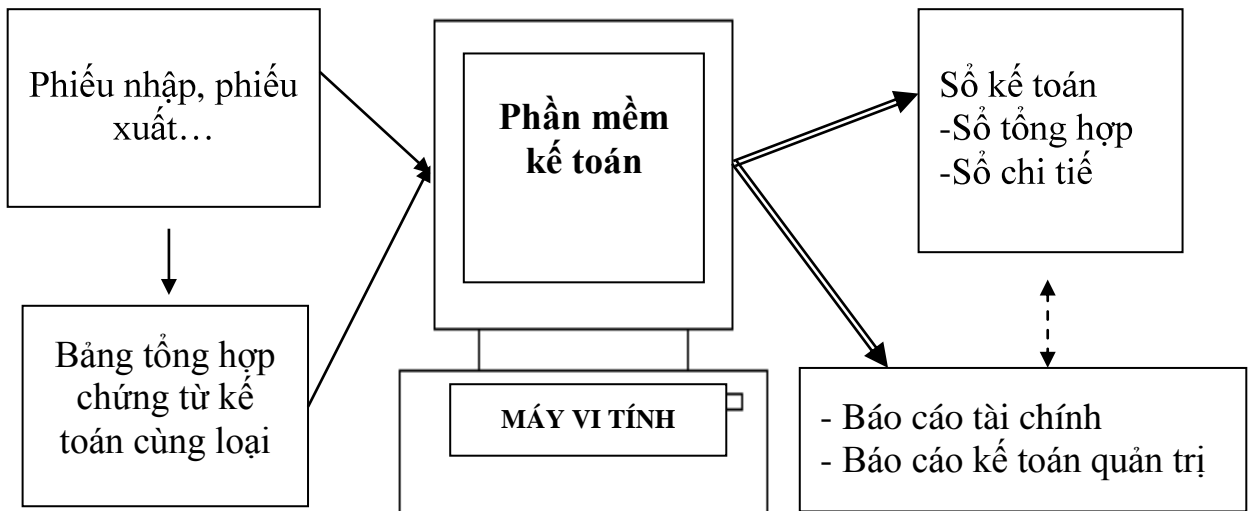 Phiếu nhập, phiếu
xuất…
Bảng tổng hợp
chứng từ kế
toán cùng loại
Phần mềm
kế toán
MÁY VI TÍNH
Sổ kế toán
-Sổ tổng hợp
-Sổ chi tiế
- Báo cáo tài chính
- Báo cáo kế toán quản trị